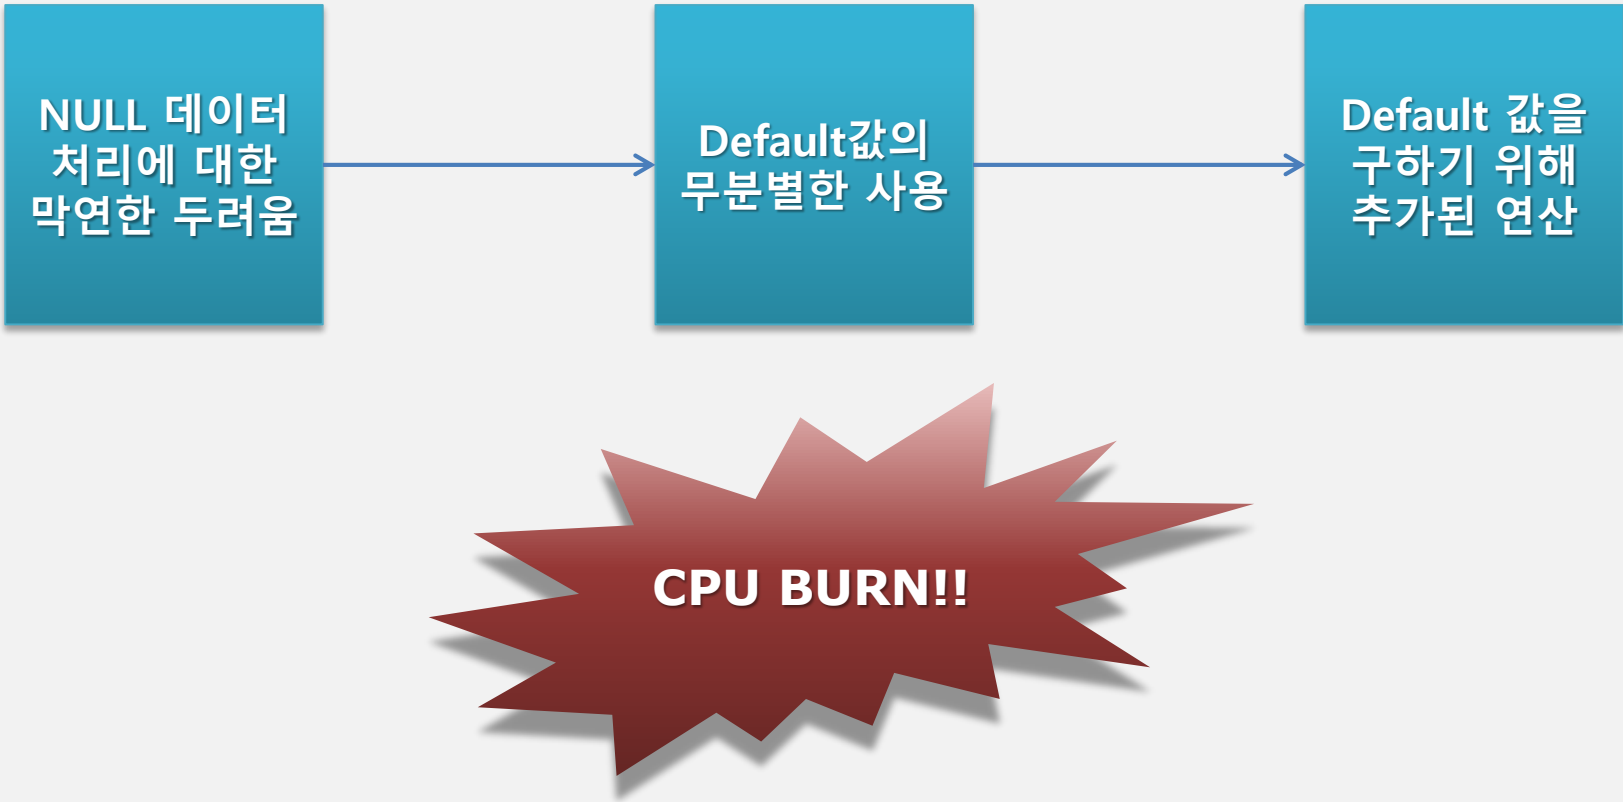 NULL 데이터
처리에 대한
막연한 두려움
Default값의
무분별한 사용
Default 값을
구하기 위해
추가된 연산
CPU BURN!!